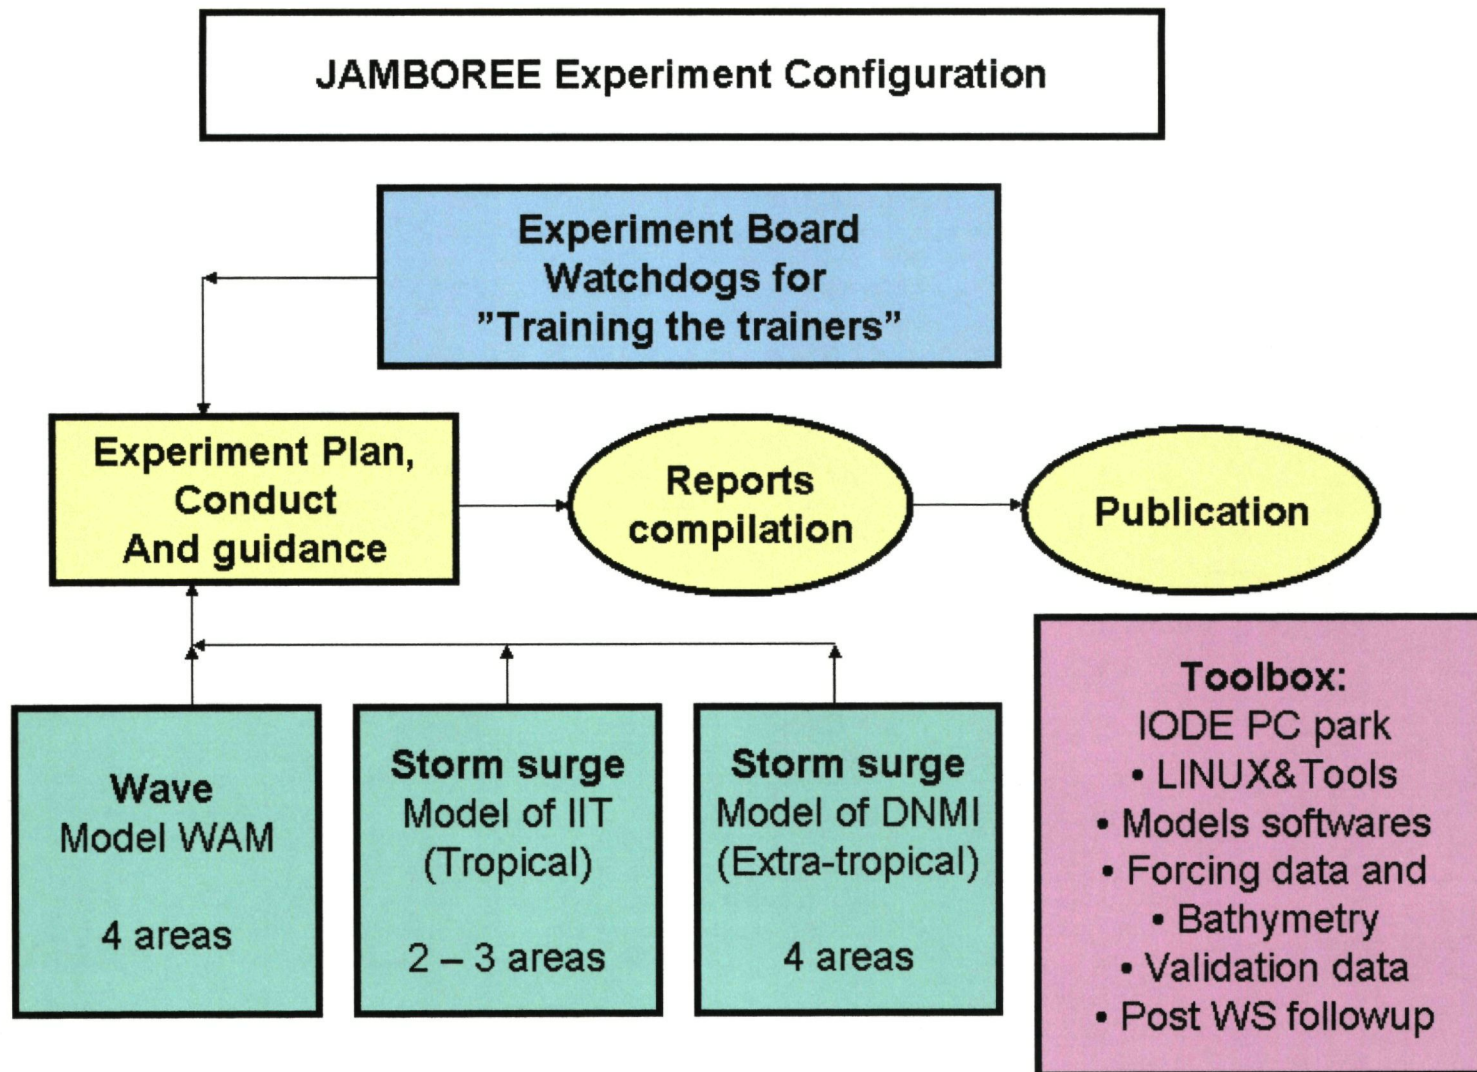 JAMBOREE Experiment Configuration
Experiment Board
Watchdogs for
”Training the trainers”
Experiment Plan,
Conduct
And guidance
Reports
compilation
Publication
Wave
Model WAM
4 areas
Storm surge
Model of IIT
(Tropical)
2 – 3 areas
Storm surge
Model of DNMI
(Extra-tropical)
4 areas
Toolbox:
IODE PC park
• LINUX&Tools
• Models softwares
• Forcing data and
• Bathymetry
• Validation data
• Post WS followup